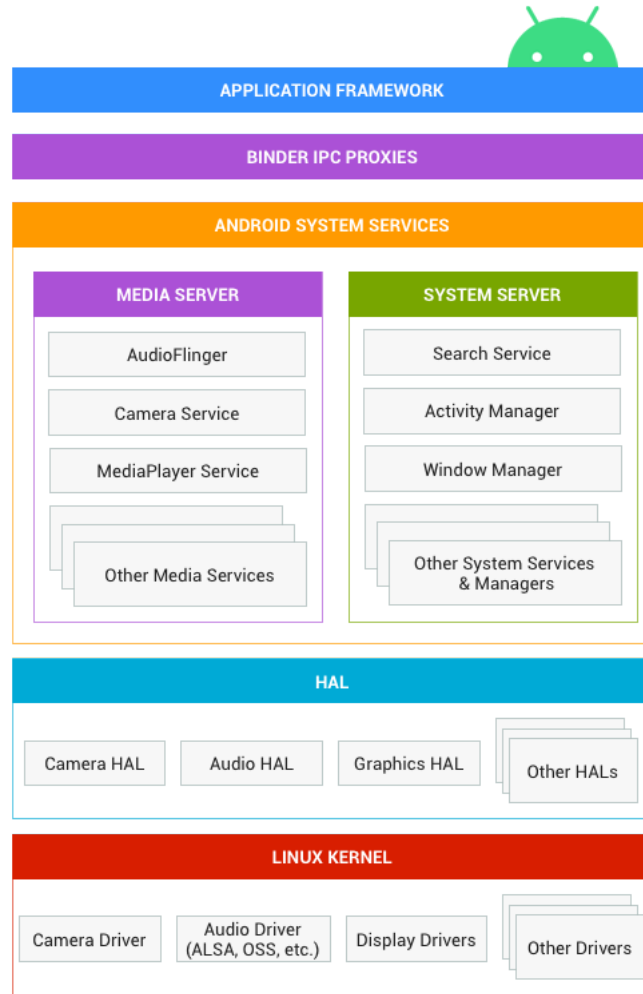 APPLICATION FRAMEWORK
BINDER IPC PROXIES
ANDROID SYSTEM SERVICES
MEDIA SERVER
AudioFlinger
Camera Service
MediaPlayer Service
Other Media Services
SYSTEM SERVER
Search Service
Activity Manager
Window Manager
Other System Services
& Managers
HAL
Camera HAL
Audio HAL
Graphics HAL
Other HALs
LINUX KERNEL
Camera Driver
Audio Driver
(ALSA, OSS, etc.)
Display Drivers
Other Drivers